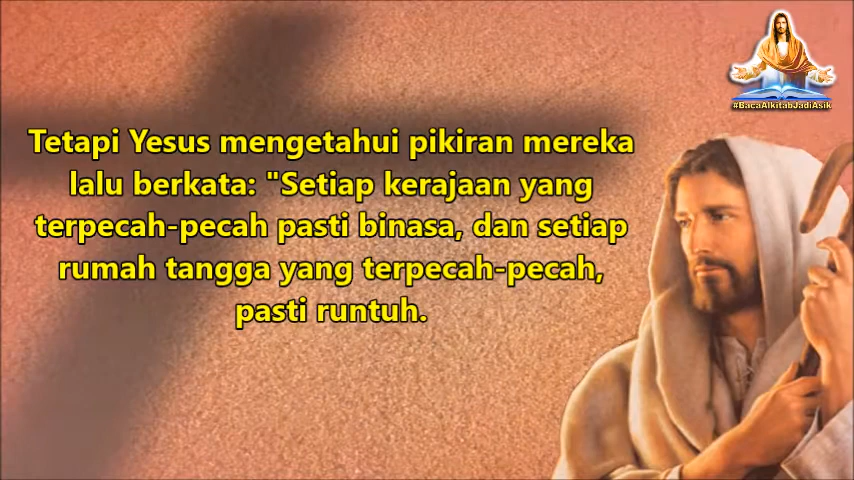 #BacaAlkitabJadiAsik
Tetapi Yesus mengetahui pikiran mereka
lalu berkata: "Setiap kerajaan yang
terpecah-pecah pasti binasa, dan setiap
rumah tangga yang terpecah-pecah,
pasti runtuh.